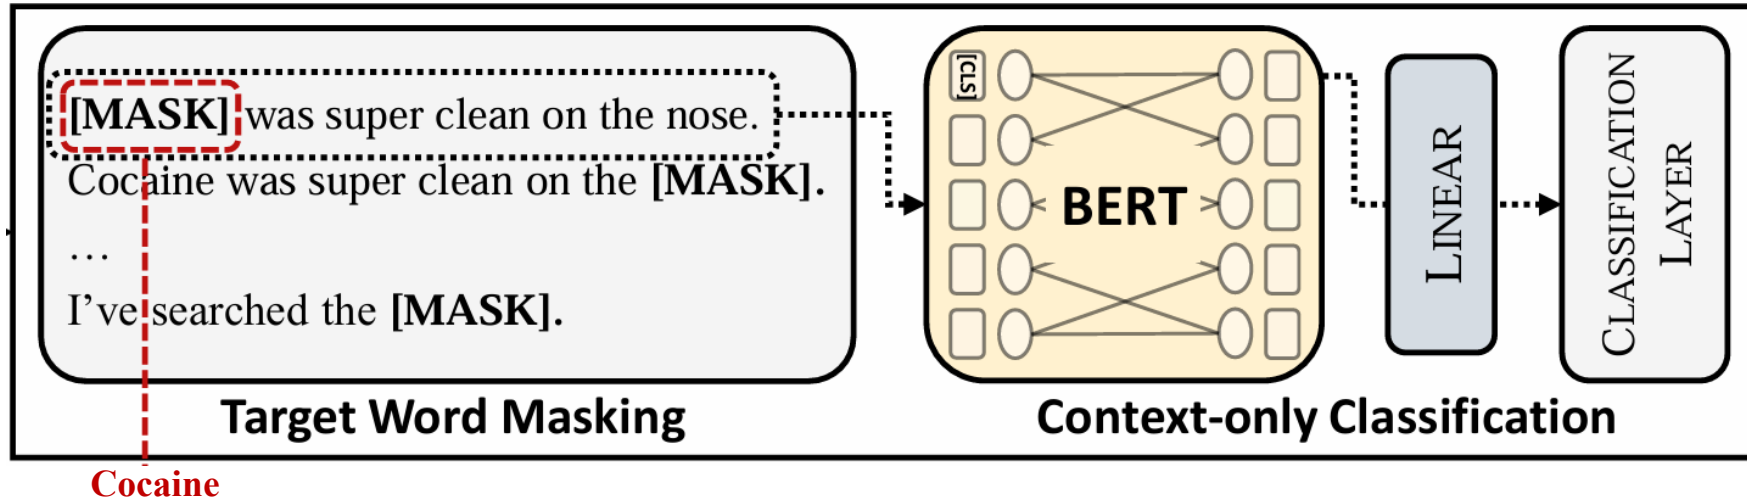 [MASK] was super clean on the nose.
Cocaine was super clean on the [MASK].
...
I've searched the [MASK].
Target Word Masking
Cocaine
[CLS]
BERT
Context-only Classification
LINEAR
CLASSIFICATION
LAYER